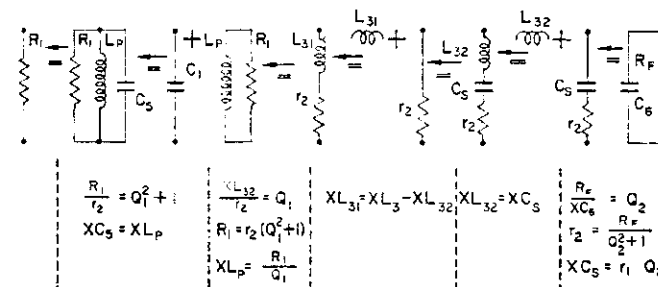 R1 R1 LP C5 + C1 LP R1 L31 r2 L31 + r2 L32 CS r2 L32 + CS r2 RF C6
R1/r2 = Q1²+1
XC5 = XLP
XL32/r2 = Q1
R1 = r2(Q1²+1)
XLP = R1/Q1
XL31 = XL3 - XL32
XL32 = XCS
RF/XC6 = Q2
r2 = RF/Q2²+1
XCS = r1 Q